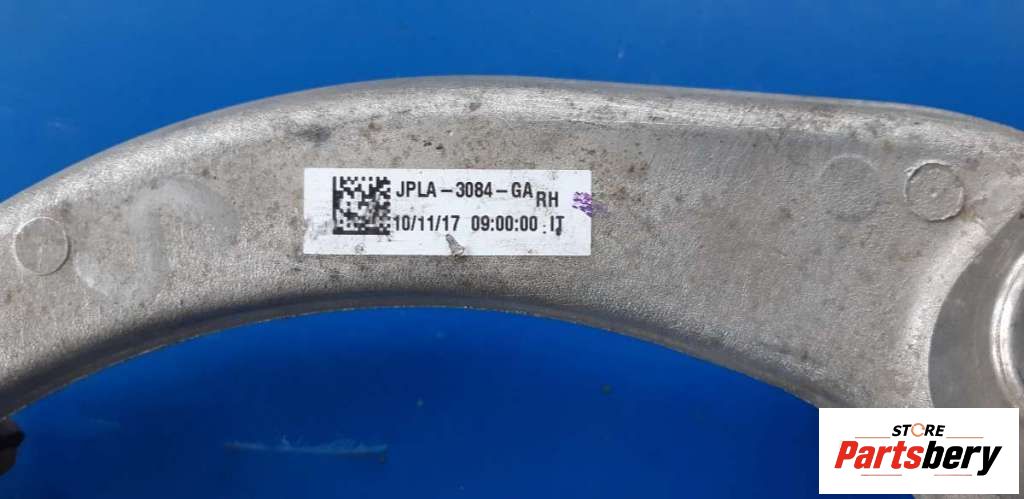 JPLA-3084-GA RH
10/11/17 09:00:00 IT
STORE
Partsbery